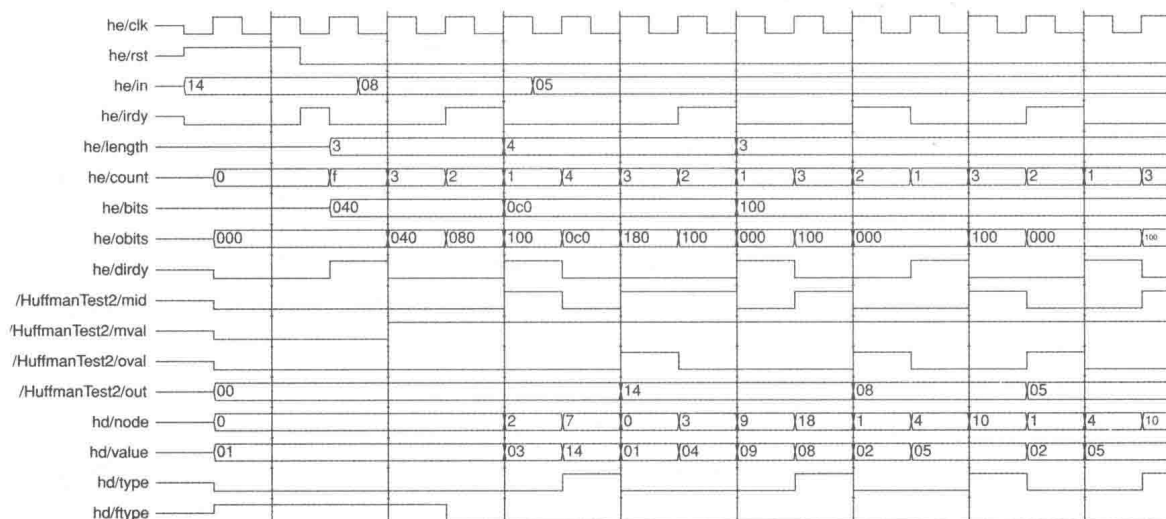 he/clk
he/rst
he/in 14 08 05
he/irdy
he/length 3 4 3
he/count 0 f 3 2 1 4 3 2 1 3 2 1 3 2 1 3
he/bits 040 0c0 100
he/obits 000 040 080 100 0c0 180 100 000 100 000 100 000 100
he/dirdy
/HuffmanTest2/mid
/HuffmanTest2/mval
/HuffmanTest2/oval
/HuffmanTest2/out 00 14 08 05
hd/node 0 2 7 0 3 9 18 1 4 10 1 4 10
hd/value 01 03 14 01 04 09 08 02 05 02 05
hd/type
hd/ftype